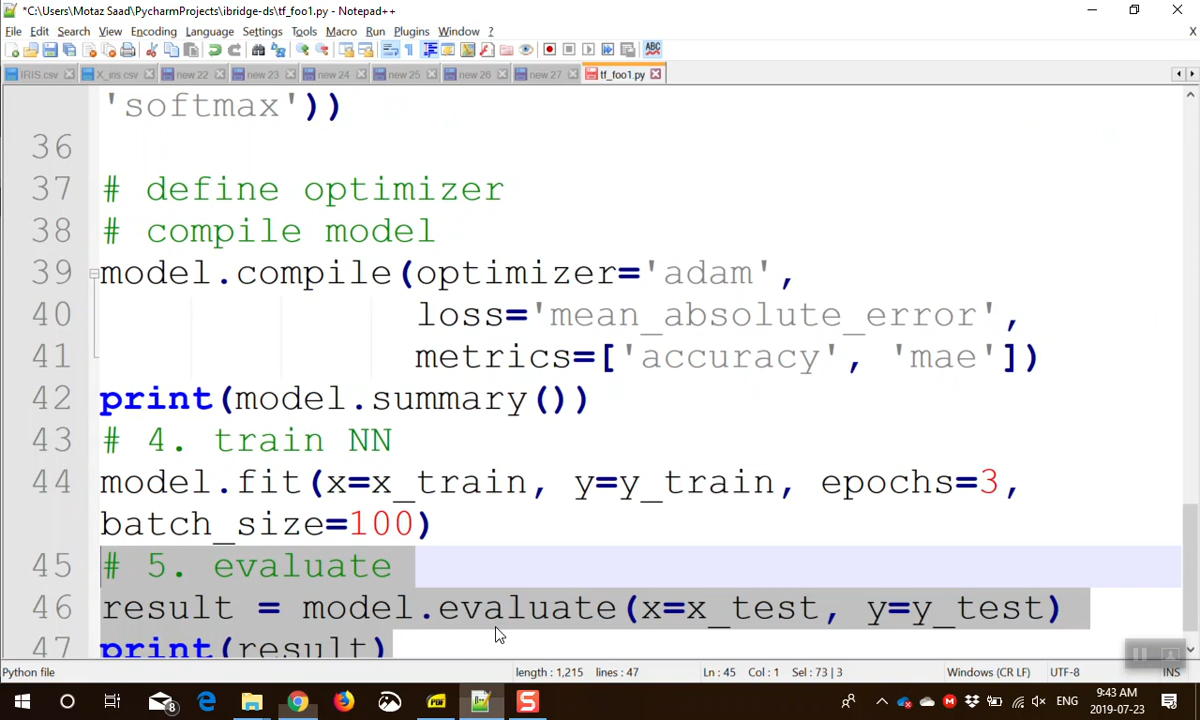 *C:\Users\Motaz Saad\PycharmProjects\ibridge-ds\tf_foo1.py - Notepad++
File Edit Search View Encoding Language Settings Tools Macro Run Plugins Window ?
IRIS.csv X_iris.csv new 22 new 23 new 24 new 25 new 26 new 27 tf_foo1.py
'softmax'))
36
37 # define optimizer
38 # compile model
39 model.compile(optimizer='adam',
40 loss='mean_absolute_error',
41 metrics=['accuracy', 'mae'])
42 print(model.summary())
43 # 4. train NN
44 model.fit(x=x_train, y=y_train, epochs=3,
batch_size=100)
45 # 5. evaluate
46 result = model.evaluate(x=x_test, y=y_test)
47 print(result)
Python file length : 1,215 lines : 47 Ln : 45 Col : 1 Sel : 73 | 3 Windows (CR LF) UTF-8 INS
ENG 9:43 AM
2019-07-23